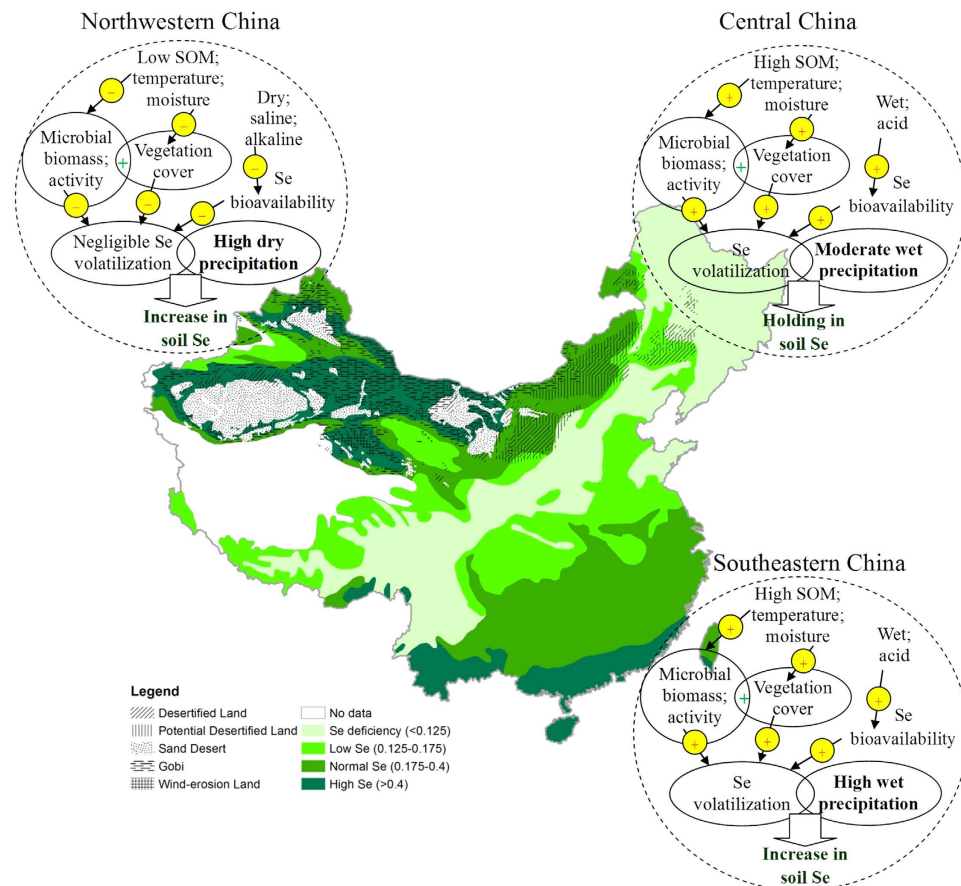 Northwestern China
Low SOM;
temperature;
moisture
Dry;
saline;
alkaline
−
−
−
Microbial
biomass;
activity
+
Vegetation
cover
Se
bioavailability
−
−
−
Negligible Se
volatilization
High dry
precipitation
Increase in
soil Se
Central China
High SOM;
temperature;
moisture
Wet;
acid
+
+
+
Microbial
biomass;
activity
+
Vegetation
cover
Se
bioavailability
+
+
+
Se
volatilization
Moderate wet
precipitation
Holding in
soil Se
Southeastern China
High SOM;
temperature;
moisture
Wet;
acid
+
+
+
Microbial
biomass;
activity
+
Vegetation
cover
Se
bioavailability
+
+
+
Se
volatilization
High wet
precipitation
Increase in
soil Se
Legend
Desertified Land
Potential Desertified Land
Sand Desert
Gobi
Wind-erosion Land
No data
Se deficiency (<0.125)
Low Se (0.125-0.175)
Normal Se (0.175-0.4)
High Se (>0.4)